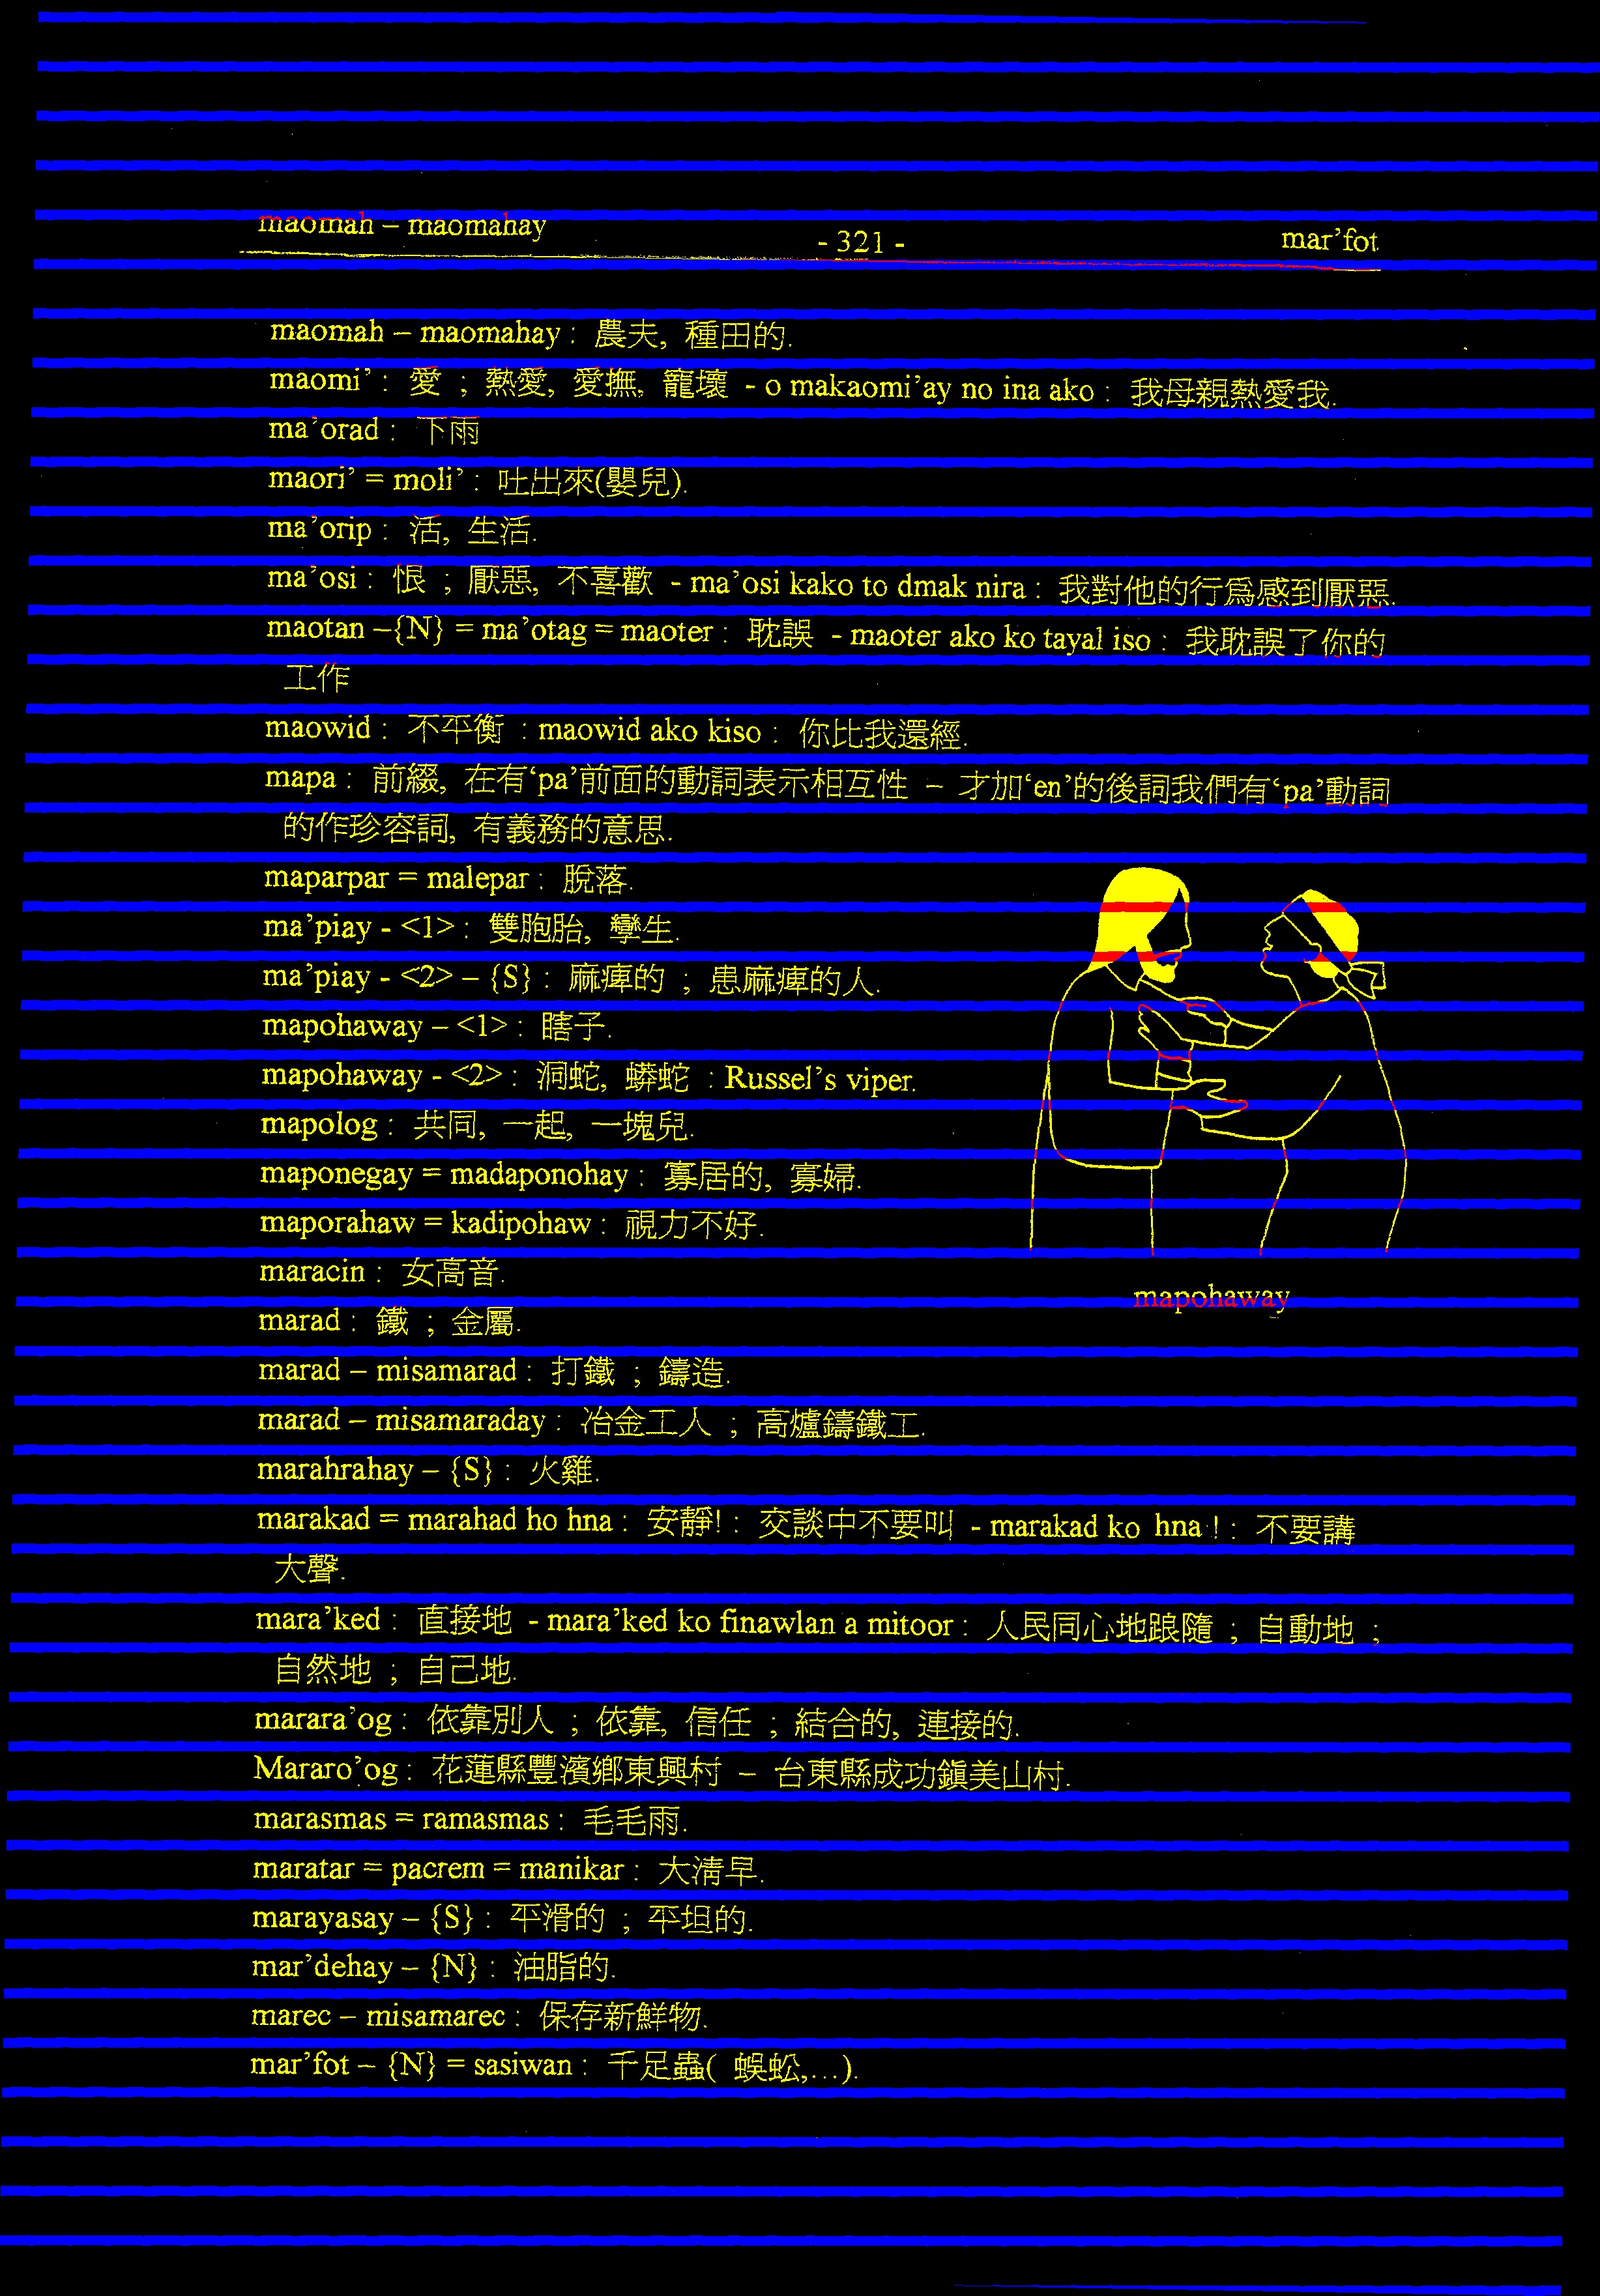 maomah – maomahay - 321 - mar’fot
maomah – maomahay : 農夫, 種田的.
maomi’ : 愛 ; 熱愛, 愛撫, 寵壞 - o makaomi’ay no ina ako : 我母親熱愛我.
ma’orad : 下雨
maori’ = moli’ : 吐出來(嬰兒).
ma’orip : 活, 生活.
ma’osi : 恨 ; 厭惡, 不喜歡 - ma’osi kako to dmak nira : 我對他的行為感到厭惡.
maotan –{N} = ma’otag = maoter : 耽誤 - maoter ako ko tayal iso : 我耽誤了你的
工作
maowid : 不平衡 : maowid ako kiso : 你比我還經.
mapa : 前綴, 在有‘pa’前面的動詞表示相互性 – 才加‘en’的後詞我們有‘pa’動詞
的作珍容詞, 有義務的意思.
maparpar = malepar : 脫落.
ma’piay - <1> : 雙胞胎, 孿生.
ma’piay - <2> – {S} : 麻痺的 ; 患麻痺的人.
mapohaway – <1> : 瞎子.
mapohaway - <2> : 洞蛇, 蟒蛇 : Russel’s viper.
mapolog : 共同, 一起, 一塊兒.
maponegay = madaponohay : 寡居的, 寡婦.
maporahaw = kadipohaw : 視力不好.
maracin : 女高音.
mapohaway
marad : 鐵 ; 金屬.
marad – misamarad : 打鐵 ; 鑄造.
marad – misamaraday : 冶金工人 ; 高爐鑄鐵工.
marahrahay – {S} : 火雞.
marakad = marahad ho hna : 安靜! : 交談中不要叫 - marakad ko hna ! : 不要講
大聲.
mara’ked : 直接地 - mara’ked ko finawlan a mitoor : 人民同心地跟隨 ; 自動地 ;
自然地 ; 自己地.
marara’og : 依靠別人 ; 依靠, 信任 ; 結合的, 連接的.
Mararo’og : 花蓮縣豐濱鄉東興村 – 台東縣成功鎮美山村.
marasmas = ramasmas : 毛毛雨.
maratar = pacrem = manikar : 大清早.
marayasay – {S} : 平滑的 ; 平坦的.
mar’dehay – {N} : 油脂的.
marec – misamarec : 保存新鮮物.
mar’fot – {N} = sasiwan : 千足蟲( 蜈蚣,...).